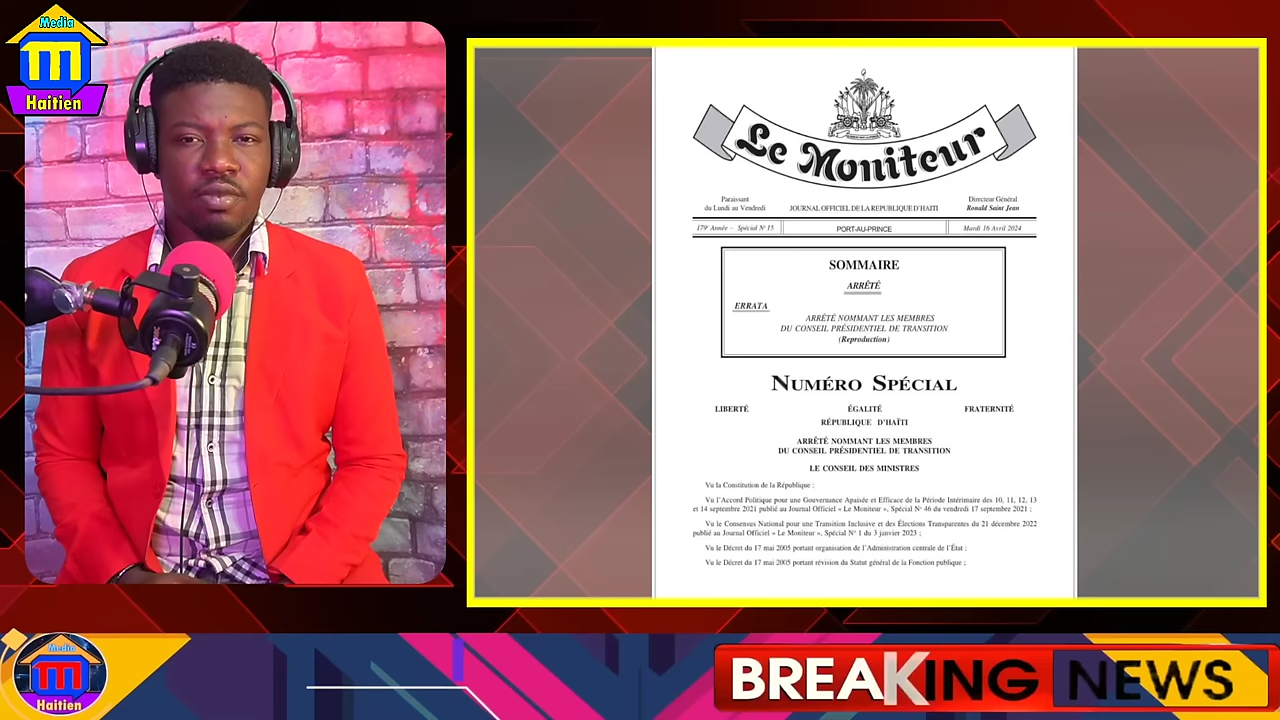 Media
M
Haitien
Le Moniteur
Paraissant
du Lundi au Vendredi
JOURNAL OFFICIEL DE LA REPUBLIQUE D'HAITI
Directeur Général
Ronald Saint Jean
179e Année – Spécial No 15
PORT-AU-PRINCE
Mardi 16 Avril 2024
SOMMAIRE
ARRÊTÉ
ERRATA
ARRÊTÉ NOMMANT LES MEMBRES
DU CONSEIL PRÉSIDENTIEL DE TRANSITION
(Reproduction)
NUMÉRO SPÉCIAL
LIBERTÉ ÉGALITÉ FRATERNITÉ
RÉPUBLIQUE D'HAÏTI
ARRÊTÉ NOMMANT LES MEMBRES
DU CONSEIL PRÉSIDENTIEL DE TRANSITION
LE CONSEIL DES MINISTRES
Vu la Constitution de la République ;
Vu l'Accord Politique pour une Gouvernance Apaisée et Efficace de la Période Intérimaire des 10, 11, 12, 13
et 14 septembre 2021 publié au Journal Officiel « Le Moniteur », Spécial No 46 du vendredi 17 septembre 2021 ;
Vu le Consensus National pour une Transition Inclusive et des Élections Transparentes du 21 décembre 2022
publié au Journal Officiel « Le Moniteur », Spécial No 1 du 3 janvier 2023 ;
Vu le Décret du 17 mai 2005 portant organisation de l'Administration centrale de l'État ;
Vu le Décret du 17 mai 2005 portant révision du Statut général de la Fonction publique ;
Media
M
Haitien
BREAKING NEWS